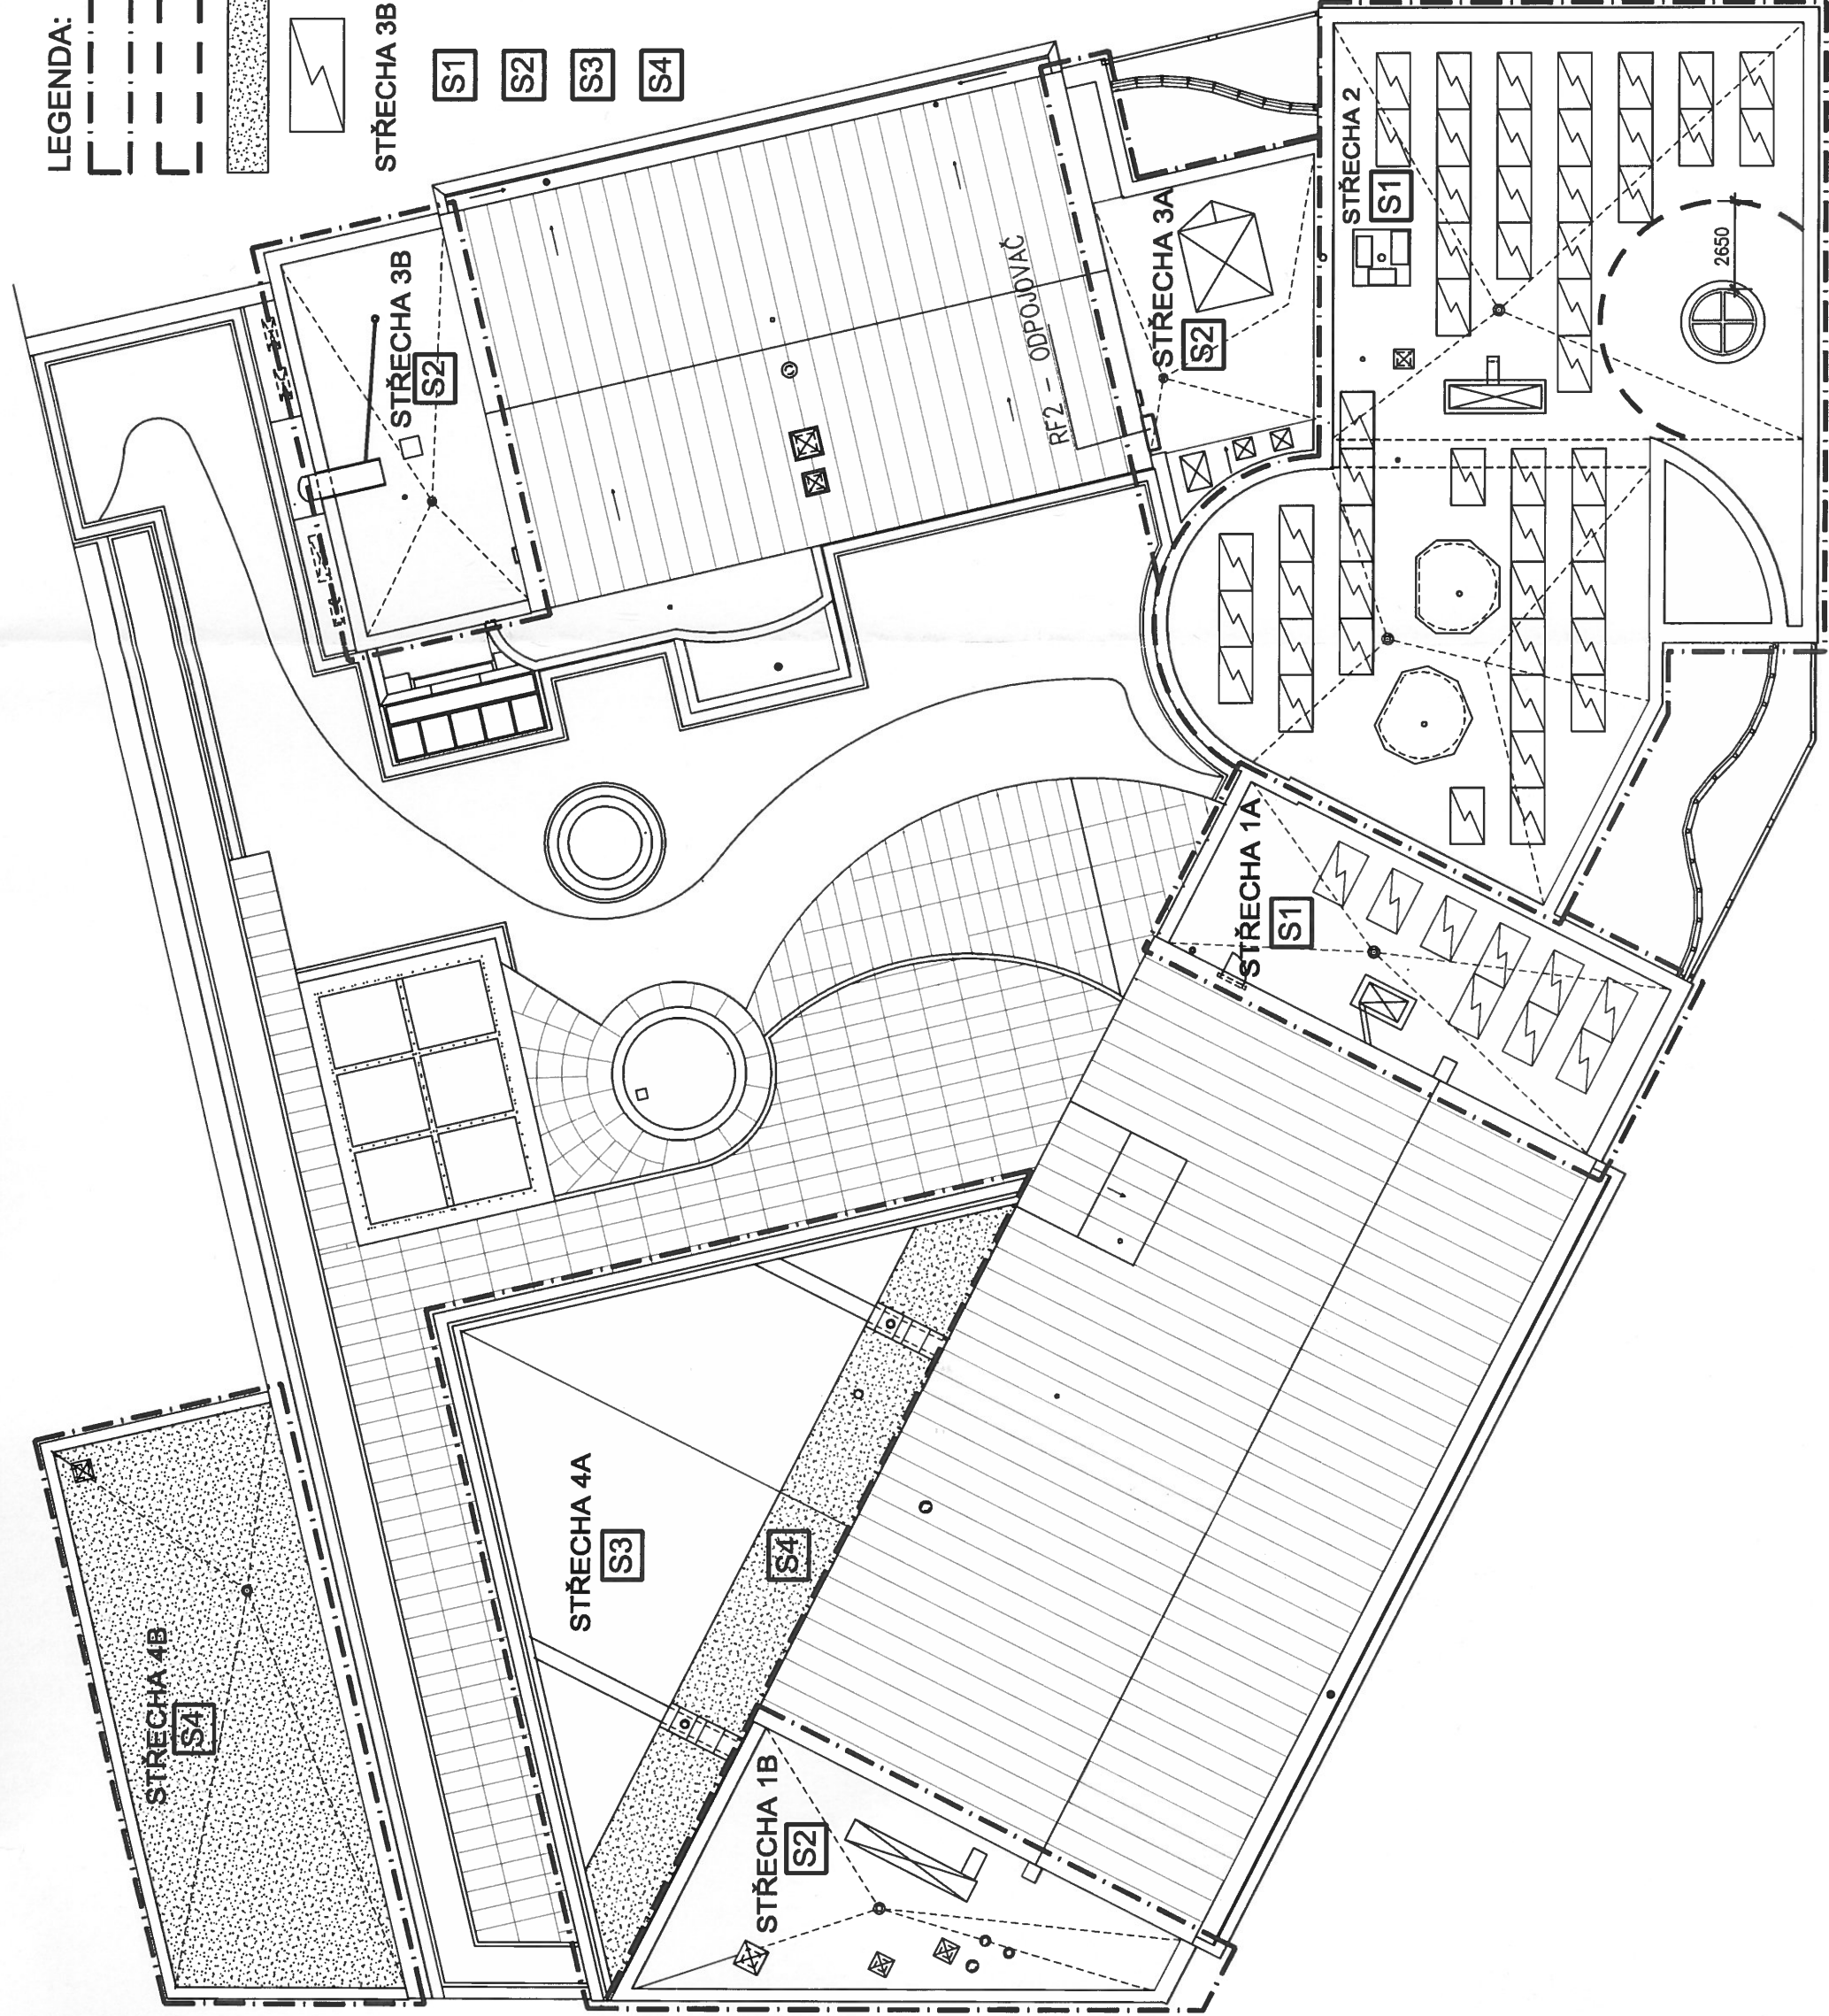 LEGENDA:
STŘECHA 3B
S1
S2
S3
S4
STŘECHA 3B
S2
RF2 - ODPOJOVAČ
STŘECHA 3A
S2
STŘECHA 2
S1
2650
STŘECHA 1A
S1
STŘECHA 4A
S3
S4
STŘECHA 4B
S4
STŘECHA 1B
S2